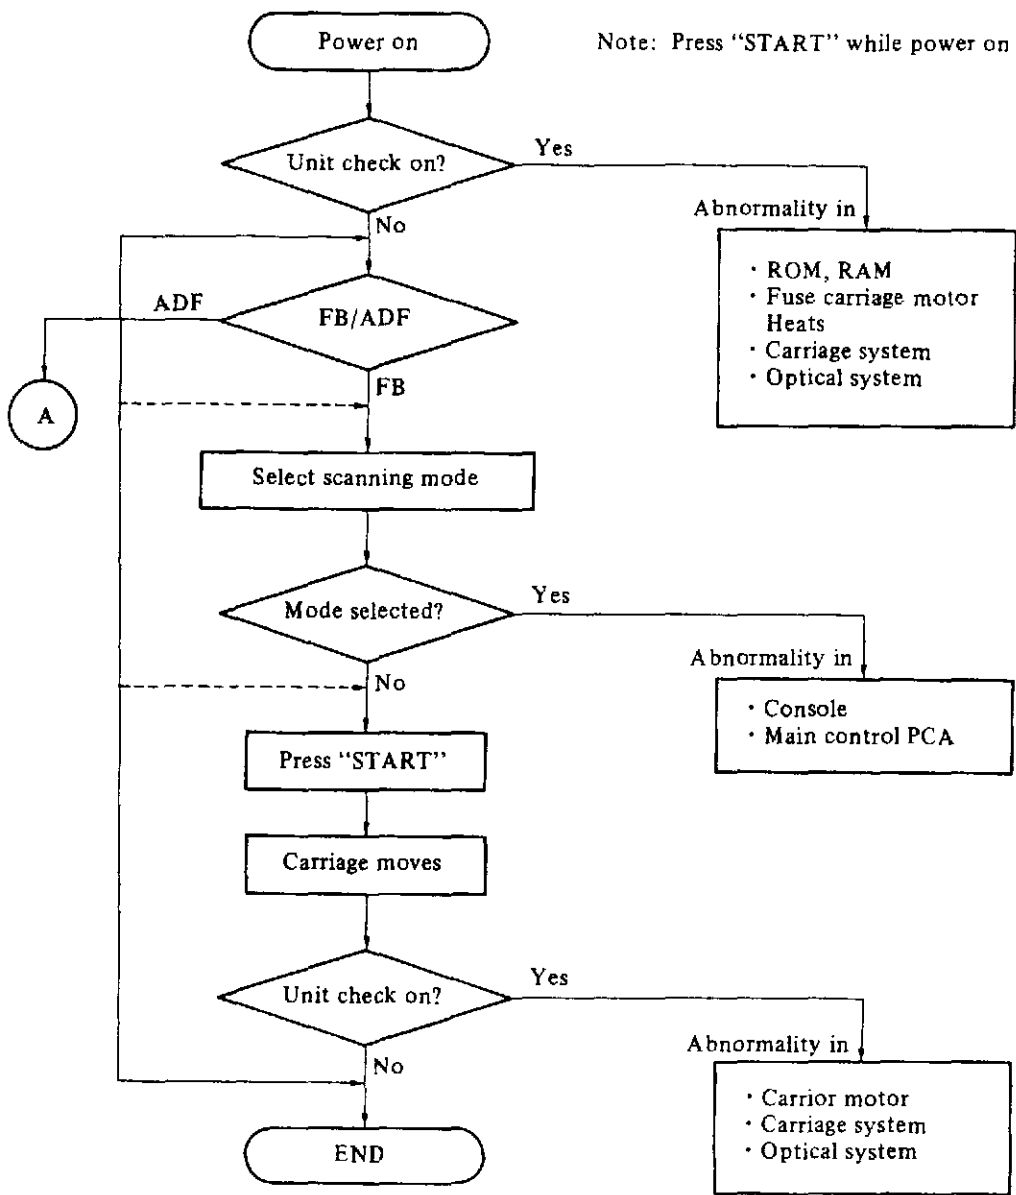 Power on
Note: Press “START” while power on
Unit check on?
Yes
No
Abnormality in
· ROM, RAM
· Fuse carriage motor
Heats
· Carriage system
· Optical system
ADF
FB/ADF
FB
A
Select scanning mode
Mode selected?
Yes
No
Abnormality in
· Console
· Main control PCA
Press “START”
Carriage moves
Unit check on?
Yes
No
Abnormality in
· Carrior motor
· Carriage system
· Optical system
END